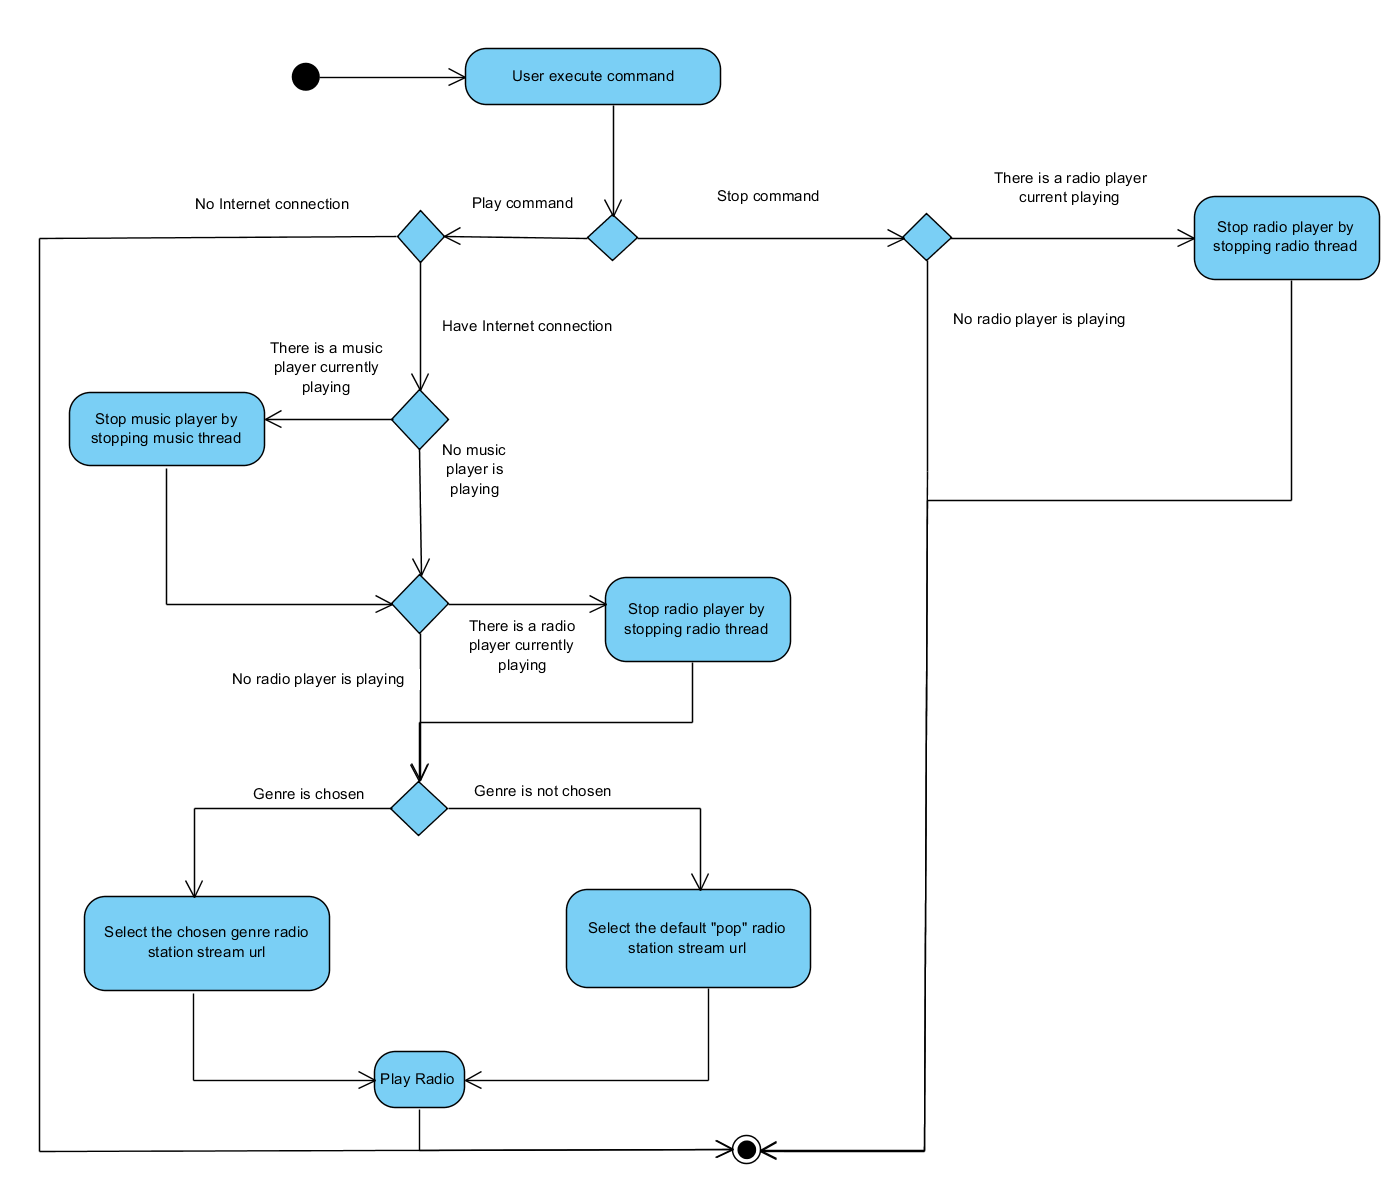 User execute command
There is a radio player
current playing
No Internet connection
Play command
Stop command
Stop radio player by
stopping radio thread
Have Internet connection
No radio player is playing
There is a music
player currently
playing
Stop music player by
stopping music thread
No music
player is
playing
Stop radio player by
stopping radio thread
There is a radio
player currently
playing
No radio player is playing
Genre is chosen
Genre is not chosen
Select the chosen genre radio
station stream url
Select the default "pop" radio
station stream url
Play Radio